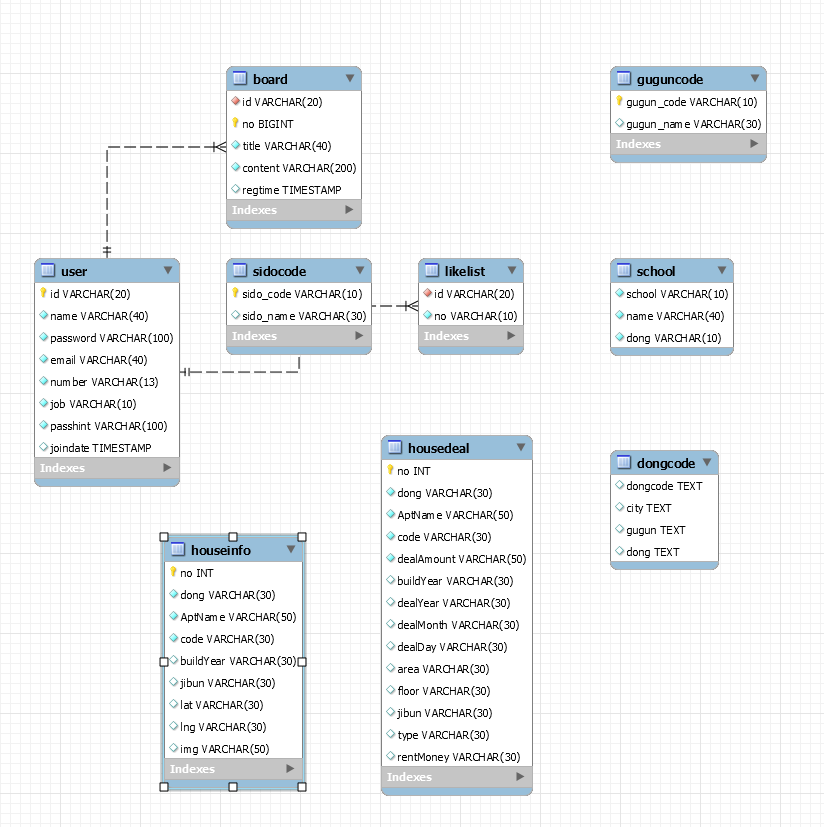 board
id VARCHAR(20)
no BIGINT
title VARCHAR(40)
content VARCHAR(200)
regtime TIMESTAMP
Indexes
guguncode
gugun_code VARCHAR(10)
gugun_name VARCHAR(30)
Indexes
user
id VARCHAR(20)
name VARCHAR(40)
password VARCHAR(100)
email VARCHAR(40)
number VARCHAR(13)
job VARCHAR(10)
passhint VARCHAR(100)
joindate TIMESTAMP
Indexes
sidocode
sido_code VARCHAR(10)
sido_name VARCHAR(30)
Indexes
likelist
id VARCHAR(20)
no VARCHAR(10)
Indexes
school
school VARCHAR(10)
name VARCHAR(40)
dong VARCHAR(10)
housedeal
no INT
dong VARCHAR(30)
AptName VARCHAR(50)
code VARCHAR(30)
dealAmount VARCHAR(50)
buildYear VARCHAR(30)
dealYear VARCHAR(30)
dealMonth VARCHAR(30)
dealDay VARCHAR(30)
area VARCHAR(30)
floor VARCHAR(30)
jibun VARCHAR(30)
type VARCHAR(30)
rentMoney VARCHAR(30)
Indexes
dongcode
dongcode TEXT
city TEXT
gugun TEXT
dong TEXT
houseinfo
no INT
dong VARCHAR(30)
AptName VARCHAR(50)
code VARCHAR(30)
buildYear VARCHAR(30)
jibun VARCHAR(30)
lat VARCHAR(30)
lng VARCHAR(30)
img VARCHAR(50)
Indexes